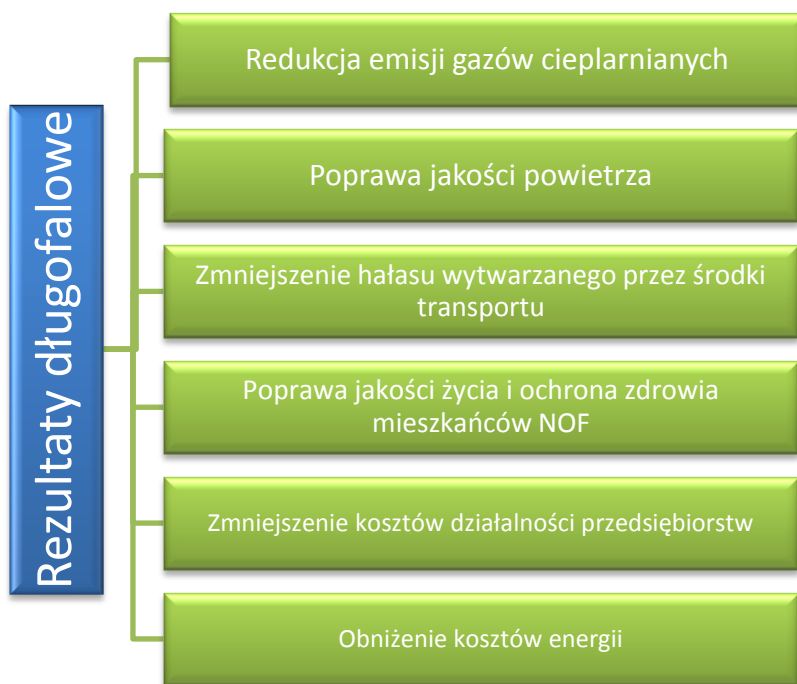 Rezultaty długofalowe
Redukcja emisji gazów cieplarnianych
Poprawa jakości powietrza
Zmniejszenie hałasu wytwarzanego przez środki
transportu
Poprawa jakości życia i ochrona zdrowia
mieszkańców NOF
Zmniejszenie kosztów działalności przedsiębiorstw
Obniżenie kosztów energii